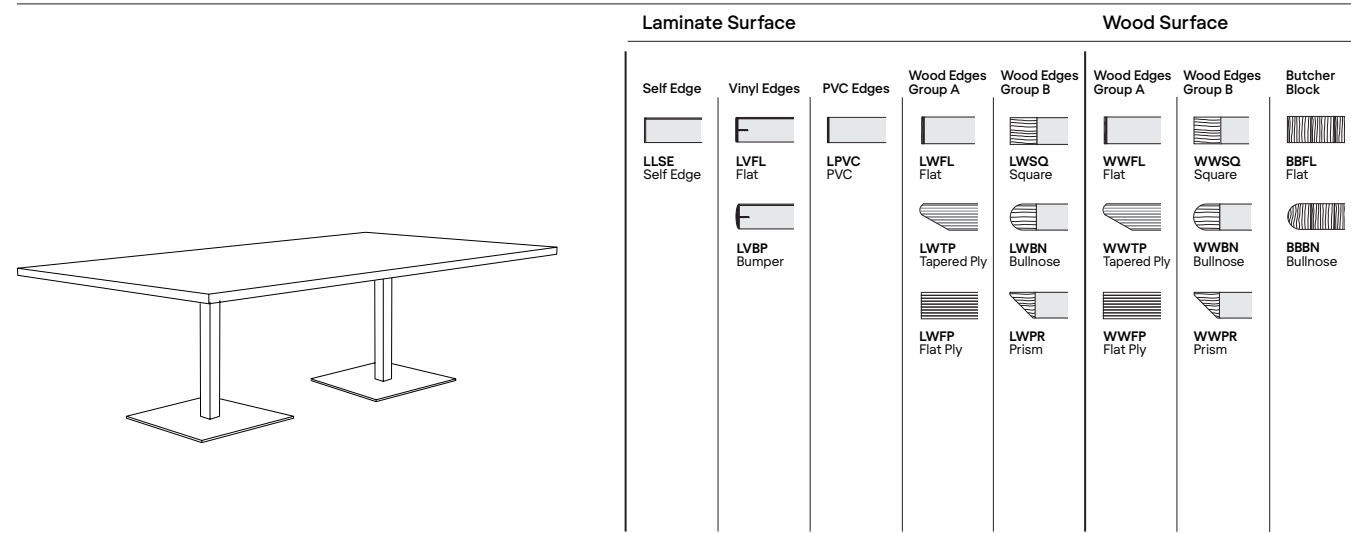 Laminate Surface
Wood Surface
Self Edge
LLSE
Self Edge
Vinyl Edges
LVFL
Flat
LVBP
Bumper
PVC Edges
LPVC
PVC
Wood Edges
Group A
LWFL
Flat
LWTP
Tapered Ply
LWFP
Flat Ply
Wood Edges
Group B
LWSQ
Square
LWBN
Bullnose
LWPR
Prism
Wood Edges
Group A
WWFL
Flat
WWTP
Tapered Ply
WWFP
Flat Ply
Wood Edges
Group B
WWSQ
Square
WWBN
Bullnose
WWPR
Prism
Butcher
Block
BBFL
Flat
BBBN
Bullnose